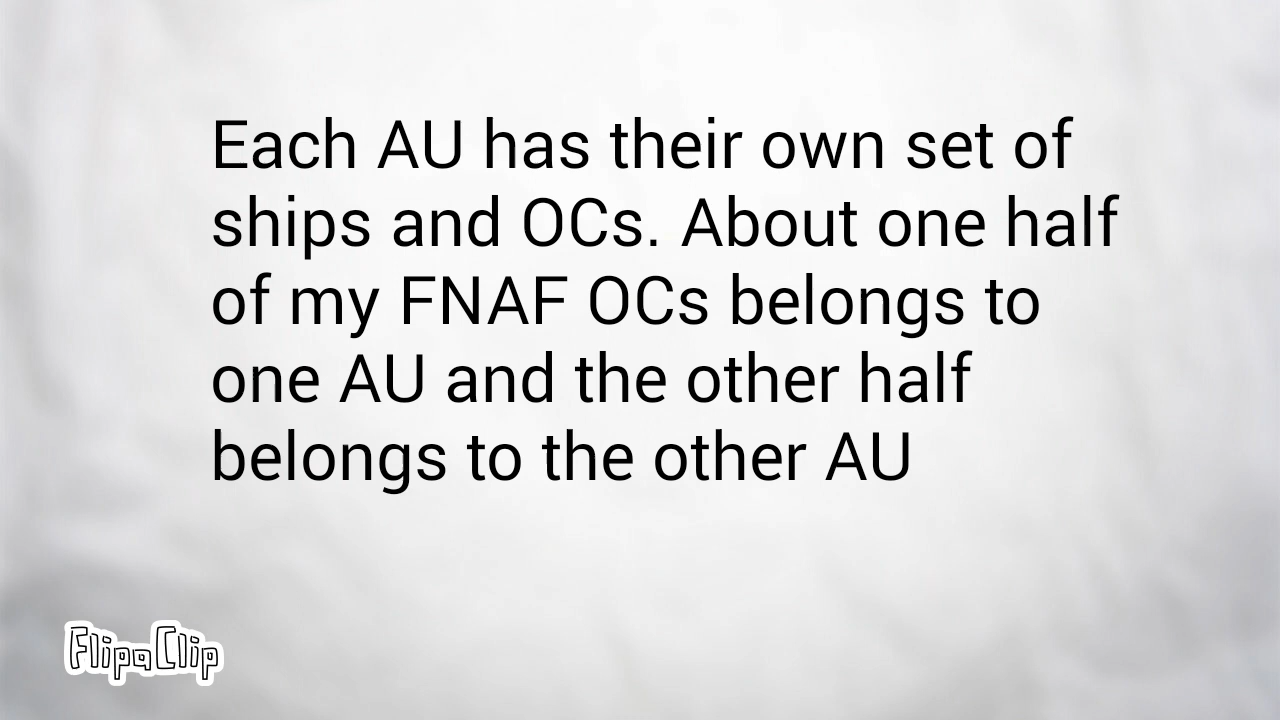 Each AU has their own set of
ships and OCs. About one half
of my FNAF OCs belongs to
one AU and the other half
belongs to the other AU
FlipaClip